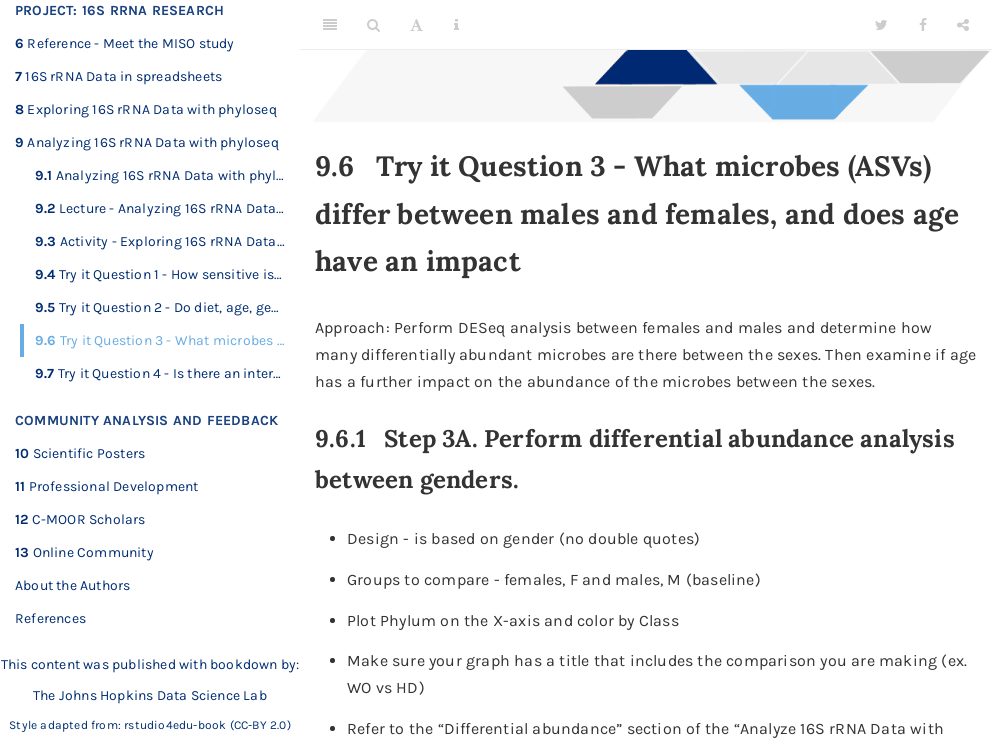 PROJECT: 16S RRNA RESEARCH
6 Reference - Meet the MISO study
7 16S rRNA Data in spreadsheets
8 Exploring 16S rRNA Data with phyloseq
9 Analyzing 16S rRNA Data with phyloseq
9.1 Analyzing 16S rRNA Data with phyl...
9.2 Lecture - Analyzing 16S rRNA Data...
9.3 Activity - Exploring 16S rRNA Data...
9.4 Try it Question 1 - How sensitive is...
9.5 Try it Question 2 - Do diet, age, ge...
9.6 Try it Question 3 - What microbes ...
9.7 Try it Question 4 - Is there an inter...
COMMUNITY ANALYSIS AND FEEDBACK
10 Scientific Posters
11 Professional Development
12 C-MOOR Scholars
13 Online Community
About the Authors
References
This content was published with bookdown by:
The Johns Hopkins Data Science Lab
Style adapted from: rstudio4edu-book (CC-BY 2.0)
9.6 Try it Question 3 - What microbes (ASVs)
differ between males and females, and does age
have an impact
Approach: Perform DESeq analysis between females and males and determine how
many differentially abundant microbes are there between the sexes. Then examine if age
has a further impact on the abundance of the microbes between the sexes.
9.6.1 Step 3A. Perform differential abundance analysis
between genders.
• Design - is based on gender (no double quotes)
• Groups to compare - females, F and males, M (baseline)
• Plot Phylum on the X-axis and color by Class
• Make sure your graph has a title that includes the comparison you are making (ex.
WO vs HD)
• Refer to the “Differential abundance” section of the “Analyze 16S rRNA Data with